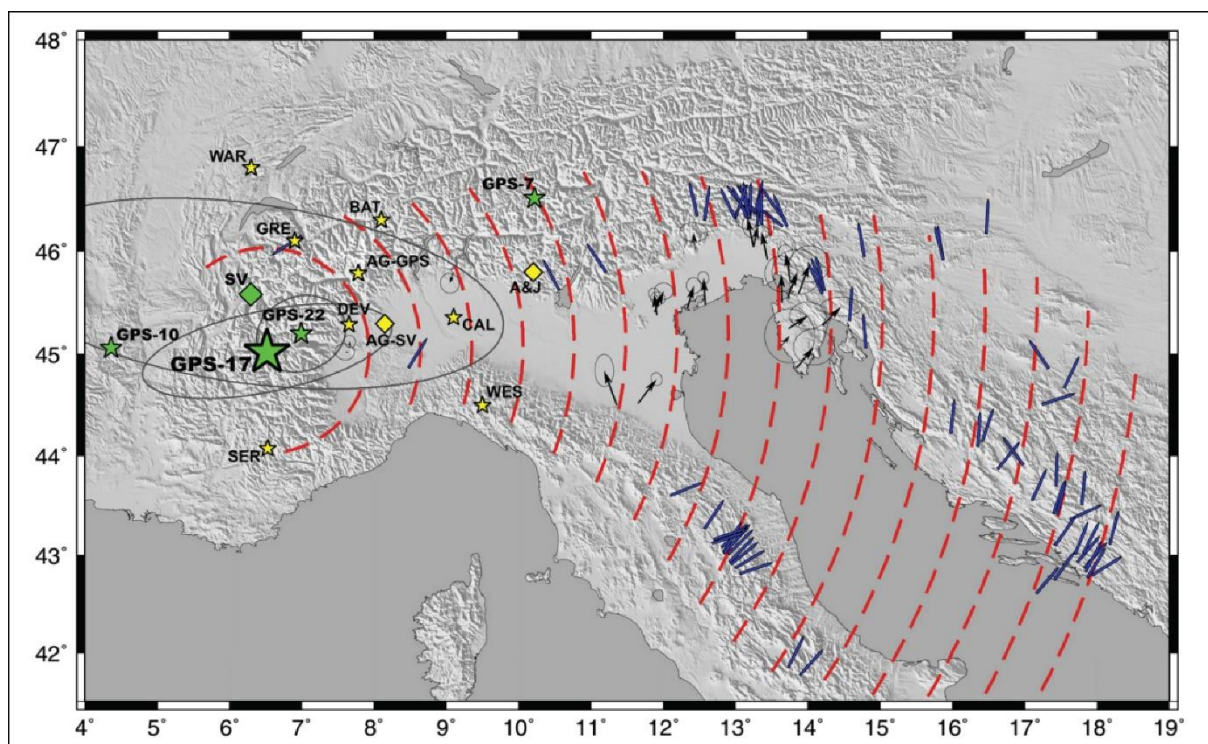 48°
47°
WAR
GPS-7
BAT
46°
GRE
AG-GPS
SV
A&J
GPS-22
DEV
GPS-10
AG-SV
CAL
45°
GPS-17
WES
SER
44°
43°
42°
4° 5° 6° 7° 8° 9° 10° 11° 12° 13° 14° 15° 16° 17° 18° 19°